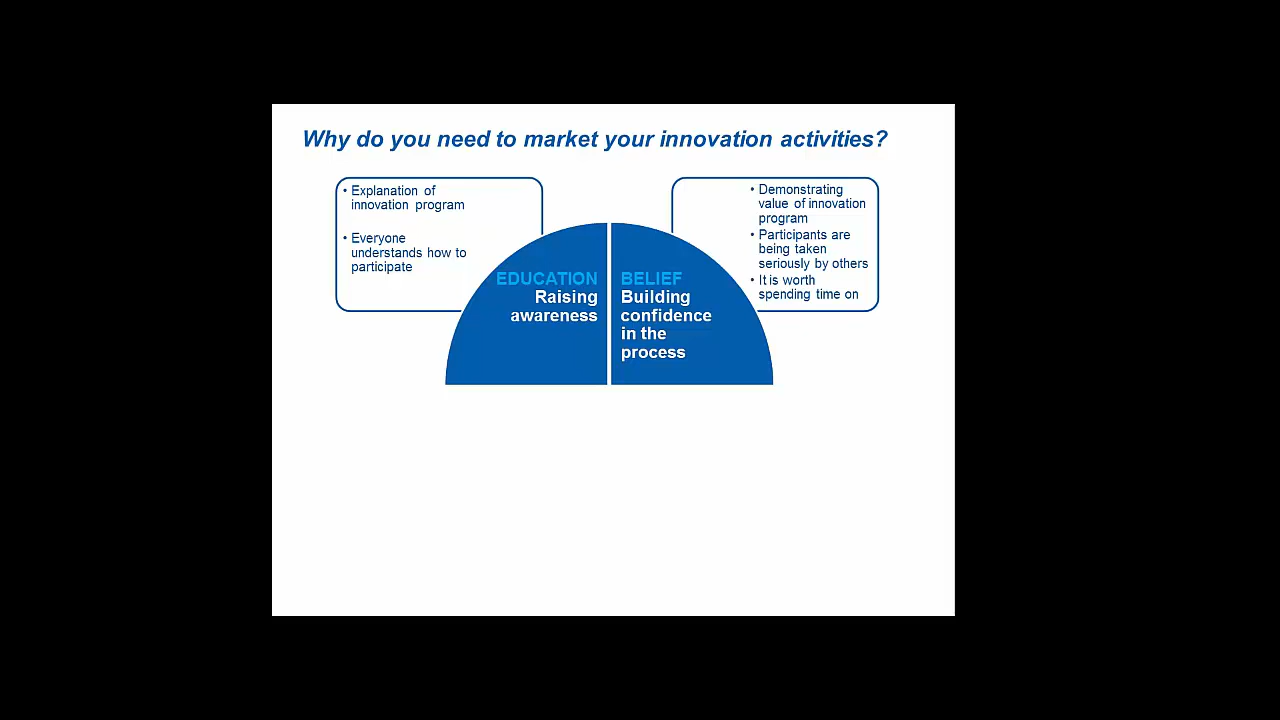 Why do you need to market your innovation activities?
• Explanation of
innovation program
• Everyone
understands how to
participate
EDUCATION
Raising
awareness
BELIEF
Building
confidence
in the
process
• Demonstrating
value of innovation
program
• Participants are
being taken
seriously by others
• It is worth
spending time on